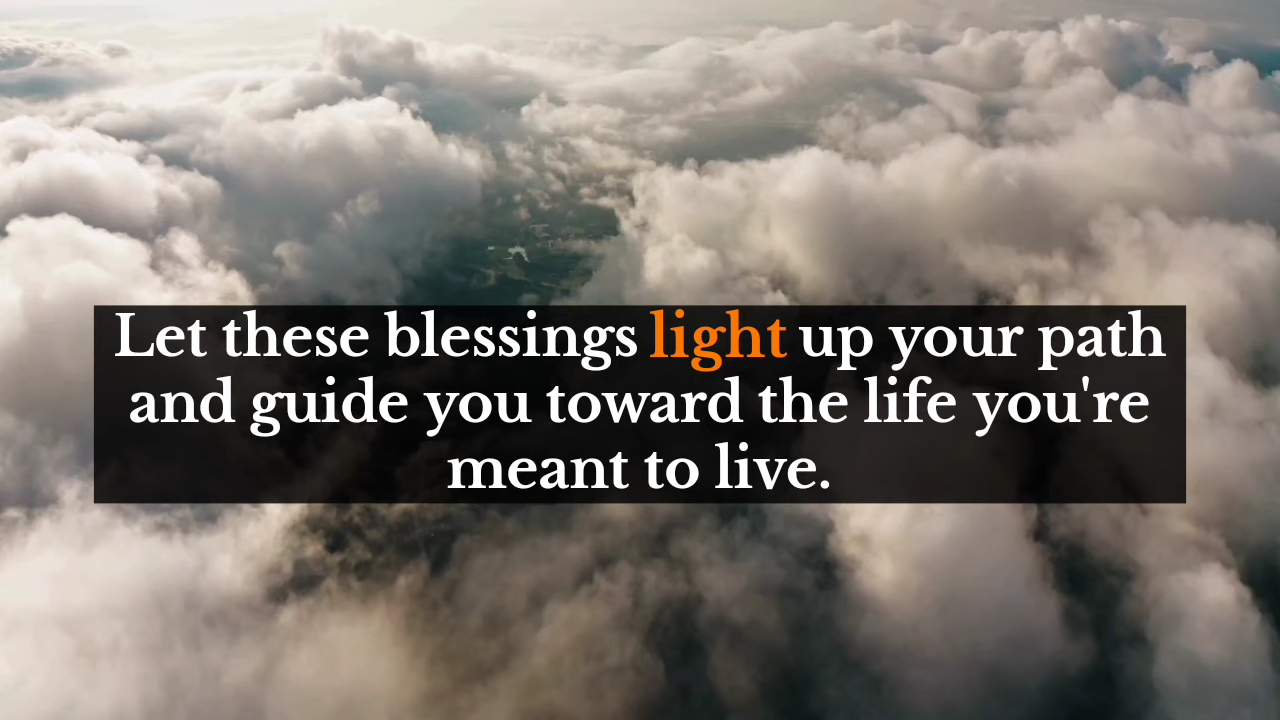 Let these blessings light up your path
and guide you toward the life you're
meant to live.